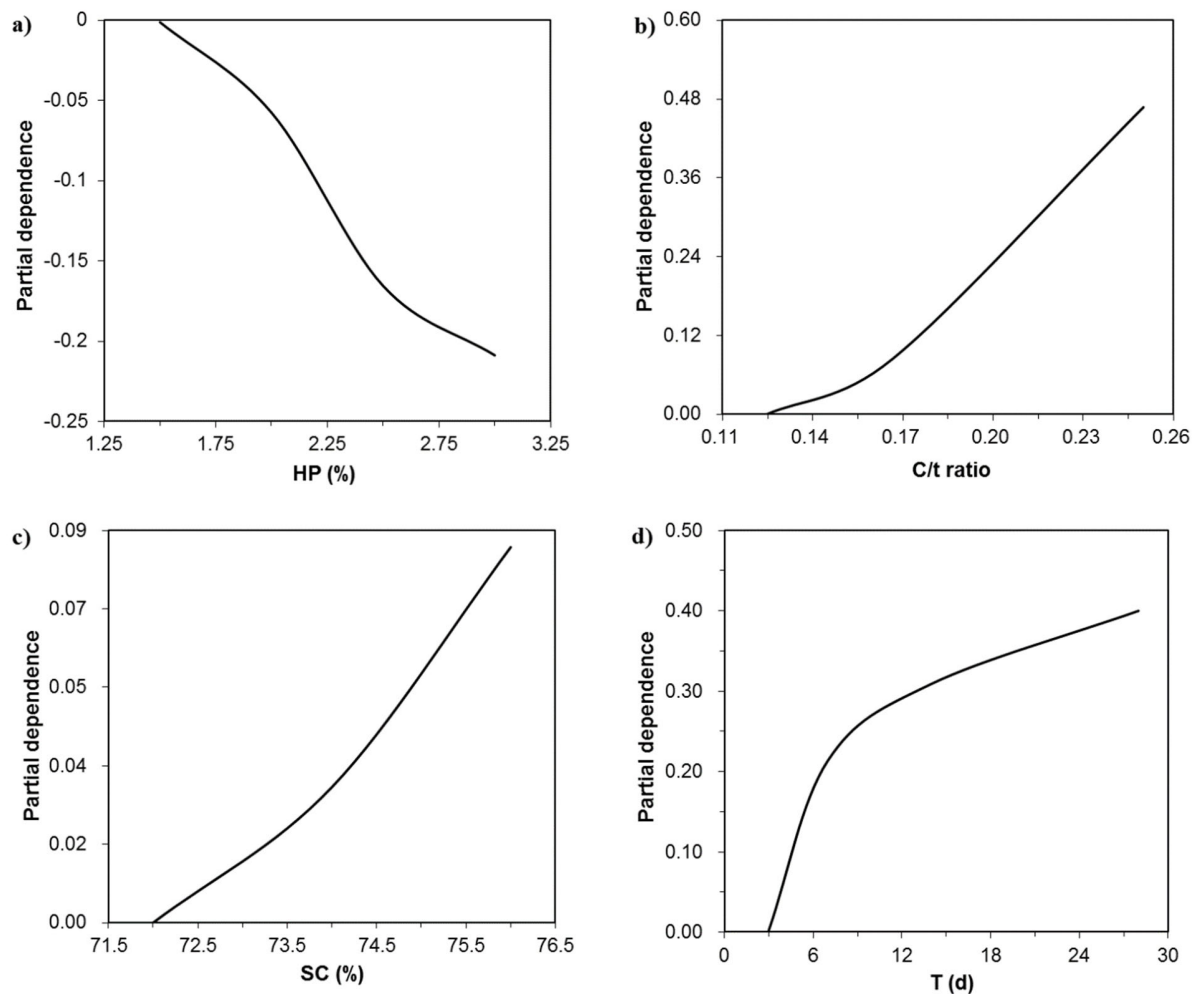 a)
0
-0.05
-0.1
-0.15
-0.2
-0.25
Partial dependence
1.25 1.75 2.25 2.75 3.25
HP (%)
b)
0.60
0.48
0.36
0.24
0.12
0.00
Partial dependence
0.11 0.14 0.17 0.20 0.23 0.26
C/t ratio
c)
0.09
0.07
0.05
0.04
0.02
0.00
Partial dependence
71.5 72.5 73.5 74.5 75.5 76.5
SC (%)
d)
0.50
0.40
0.30
0.20
0.10
0.00
Partial dependence
0 6 12 18 24 30
T (d)